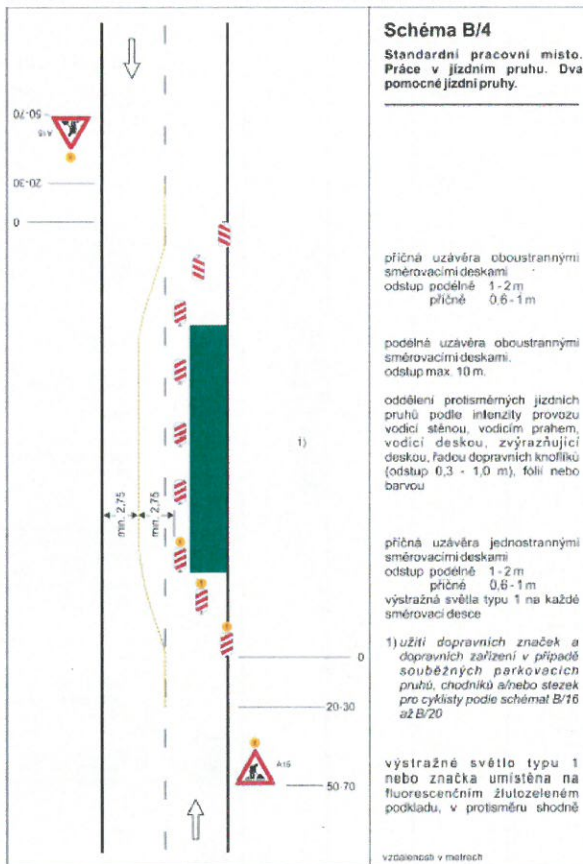 Schéma B/4
Standardní pracovní místo.
Práce v jízdním pruhu. Dva
pomocné jízdní pruhy.
50-70
A15
20-30
0
příčná uzávěra oboustrannými
směrovacími deskami
odstup podélně 1-2 m
příčně 0,6-1 m
podélná uzávěra oboustrannými
směrovacími deskami.
odstup max. 10 m.
oddělení protisměrných jízdních
pruhů podle intenzity provozu
vodicí stěnou, vodicím prahem,
vodicí deskou, zvýrazňující
deskou, řadou dopravních knoflíků
(odstup 0,3 - 1,0 m), fólií nebo
barvou
1)
min. 2,75
min. 2,75
příčná uzávěra jednostrannými
směrovacími deskami
odstup podélně 1-2 m
příčně 0,6-1 m
výstražná světla typu 1 na každé
směrovací desce
1) užití dopravních značek a
dopravních zařízení v případě
souběžných parkovacích
pruhů, chodníků a/nebo stezek
pro cyklisty podle schémat B/16
až B/20
0
20-30
A15
50-70
výstražné světlo typu 1
nebo značka umístěna na
fluorescenčním žlutozeleném
podkladu, v protisměru shodně
vzdálenosti v metrech